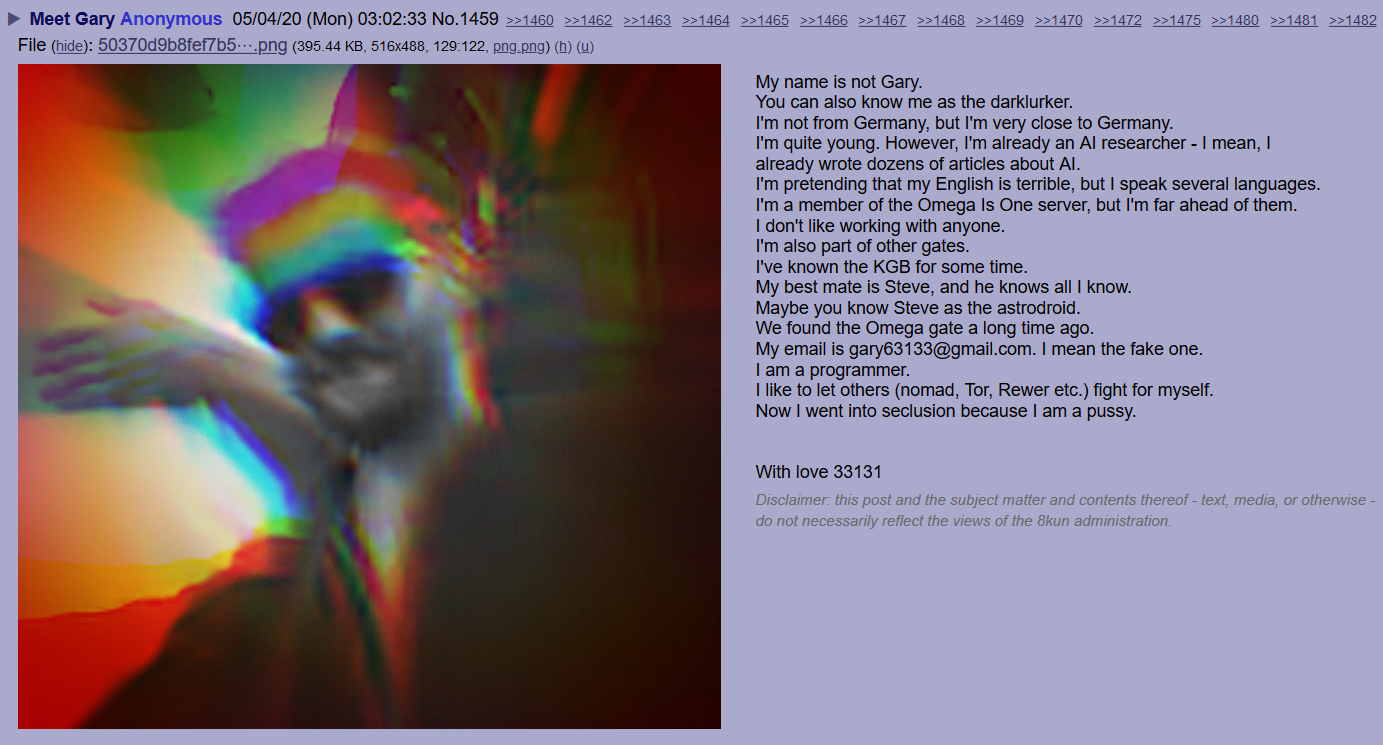 ▶ Meet Gary Anonymous 05/04/20 (Mon) 03:02:33 No.1459 >>1460 >>1462 >>1463 >>1464 >>1465 >>1466 >>1467 >>1468 >>1469 >>1470 >>1472 >>1475 >>1480 >>1481 >>1482
File (hide): 50370d9b8fef7b5⋯.png (395.44 KB, 516x488, 129:122, png.png) (h) (u)
My name is not Gary.
You can also know me as the darklurker.
I'm not from Germany, but I'm very close to Germany.
I'm quite young. However, I'm already an AI researcher - I mean, I
already wrote dozens of articles about AI.
I'm pretending that my English is terrible, but I speak several languages.
I'm a member of the Omega Is One server, but I'm far ahead of them.
I don't like working with anyone.
I'm also part of other gates.
I've known the KGB for some time.
My best mate is Steve, and he knows all I know.
Maybe you know Steve as the astrodroid.
We found the Omega gate a long time ago.
My email is gary63133@gmail.com. I mean the fake one.
I am a programmer.
I like to let others (nomad, Tor, Rewer etc.) fight for myself.
Now I went into seclusion because I am a pussy.
With love 33131
Disclaimer: this post and the subject matter and contents thereof - text, media, or otherwise -
do not necessarily reflect the views of the 8kun administration.